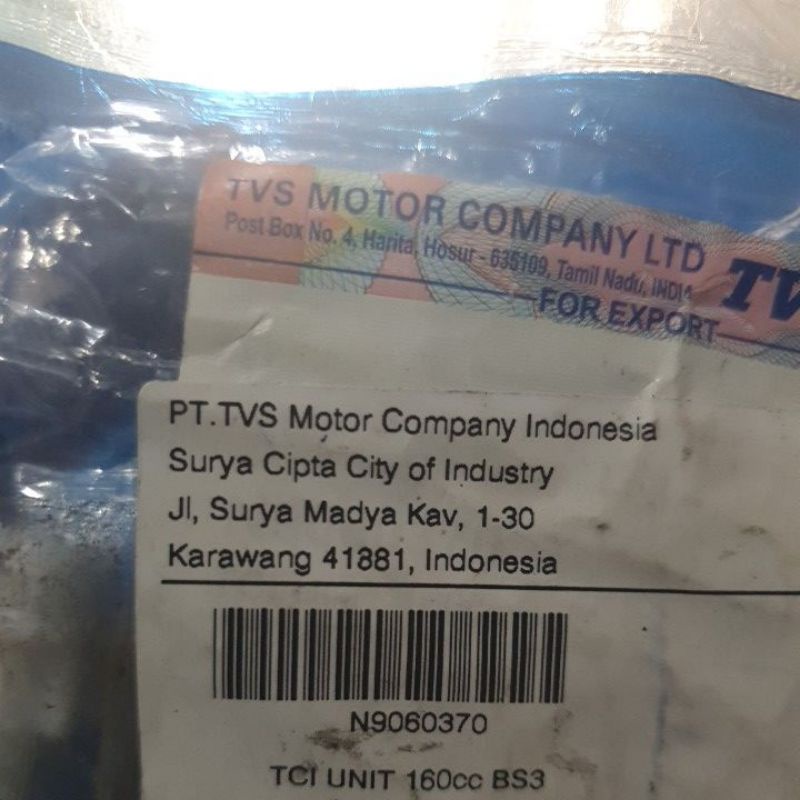 TVS MOTOR COMPANY LTD
Post Box No. 4, Harita, Hosur - 635109, Tamil Nadu, INDIA
TV
FOR EXPORT
PT.TVS Motor Company Indonesia
Surya Cipta City of Industry
Jl, Surya Madya Kav, 1-30
Karawang 41381, Indonesia
N9060370
TCI UNIT 160cc BS3